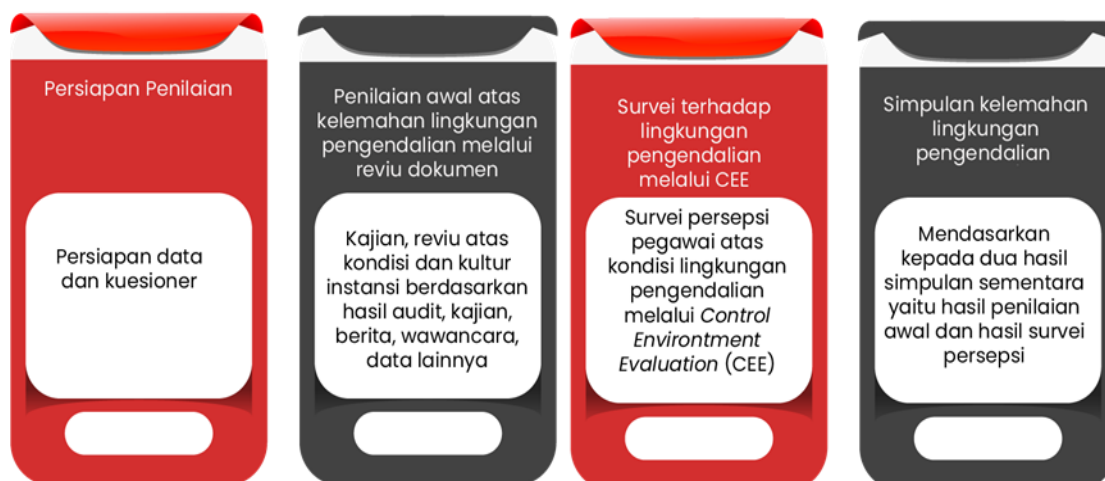 Persiapan Penilaian
Persiapan data
dan kuesioner
Penilaian awal atas
kelemahan lingkungan
pengendalian melalui
reviu dokumen
Kajian, reviu atas
kondisi dan kultur
instansi berdasarkan
hasil audit, kajian,
berita, wawancara,
data lainnya
Survei terhadap
lingkungan
pengendalian
melalui CEE
Survei persepsi
pegawai atas
kondisi lingkungan
pengendalian
melalui Control
Environtment
Evaluation (CEE)
Simpulan kelemahan
lingkungan
pengendalian
Mendasarkan
kepada dua hasil
simpulan sementara
yaitu hasil penilaian
awal dan hasil survei
persepsi